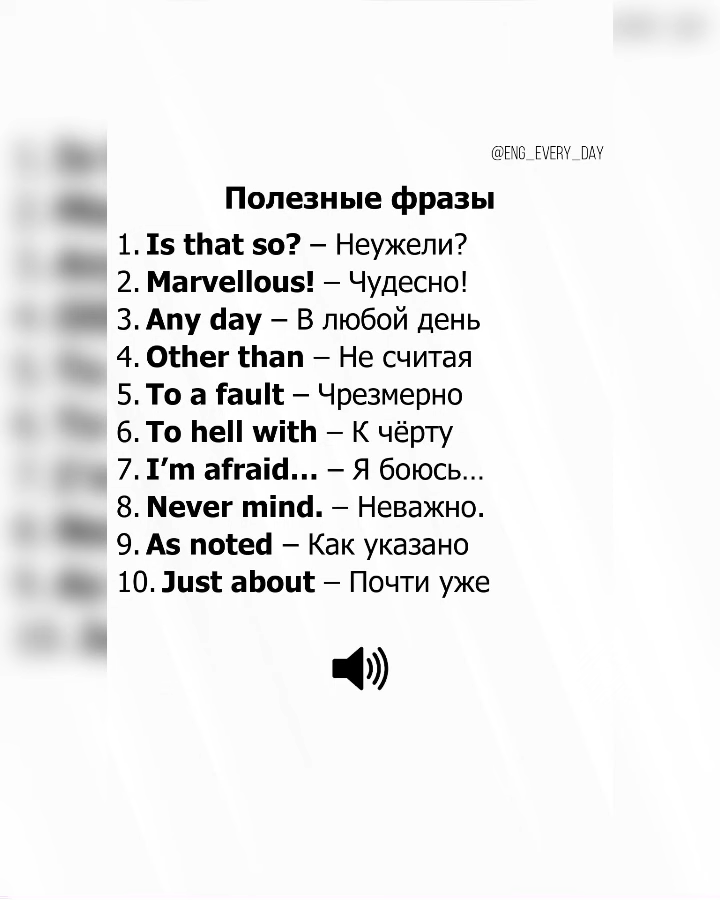 @ENG_EVERY_DAY
Полезные фразы
1. Is that so? – Неужели?
2. Marvellous! – Чудесно!
3. Any day – В любой день
4. Other than – Не считая
5. To a fault – Чрезмерно
6. To hell with – К чёрту
7. I’m afraid... – Я боюсь...
8. Never mind. – Неважно.
9. As noted – Как указано
10. Just about – Почти уже